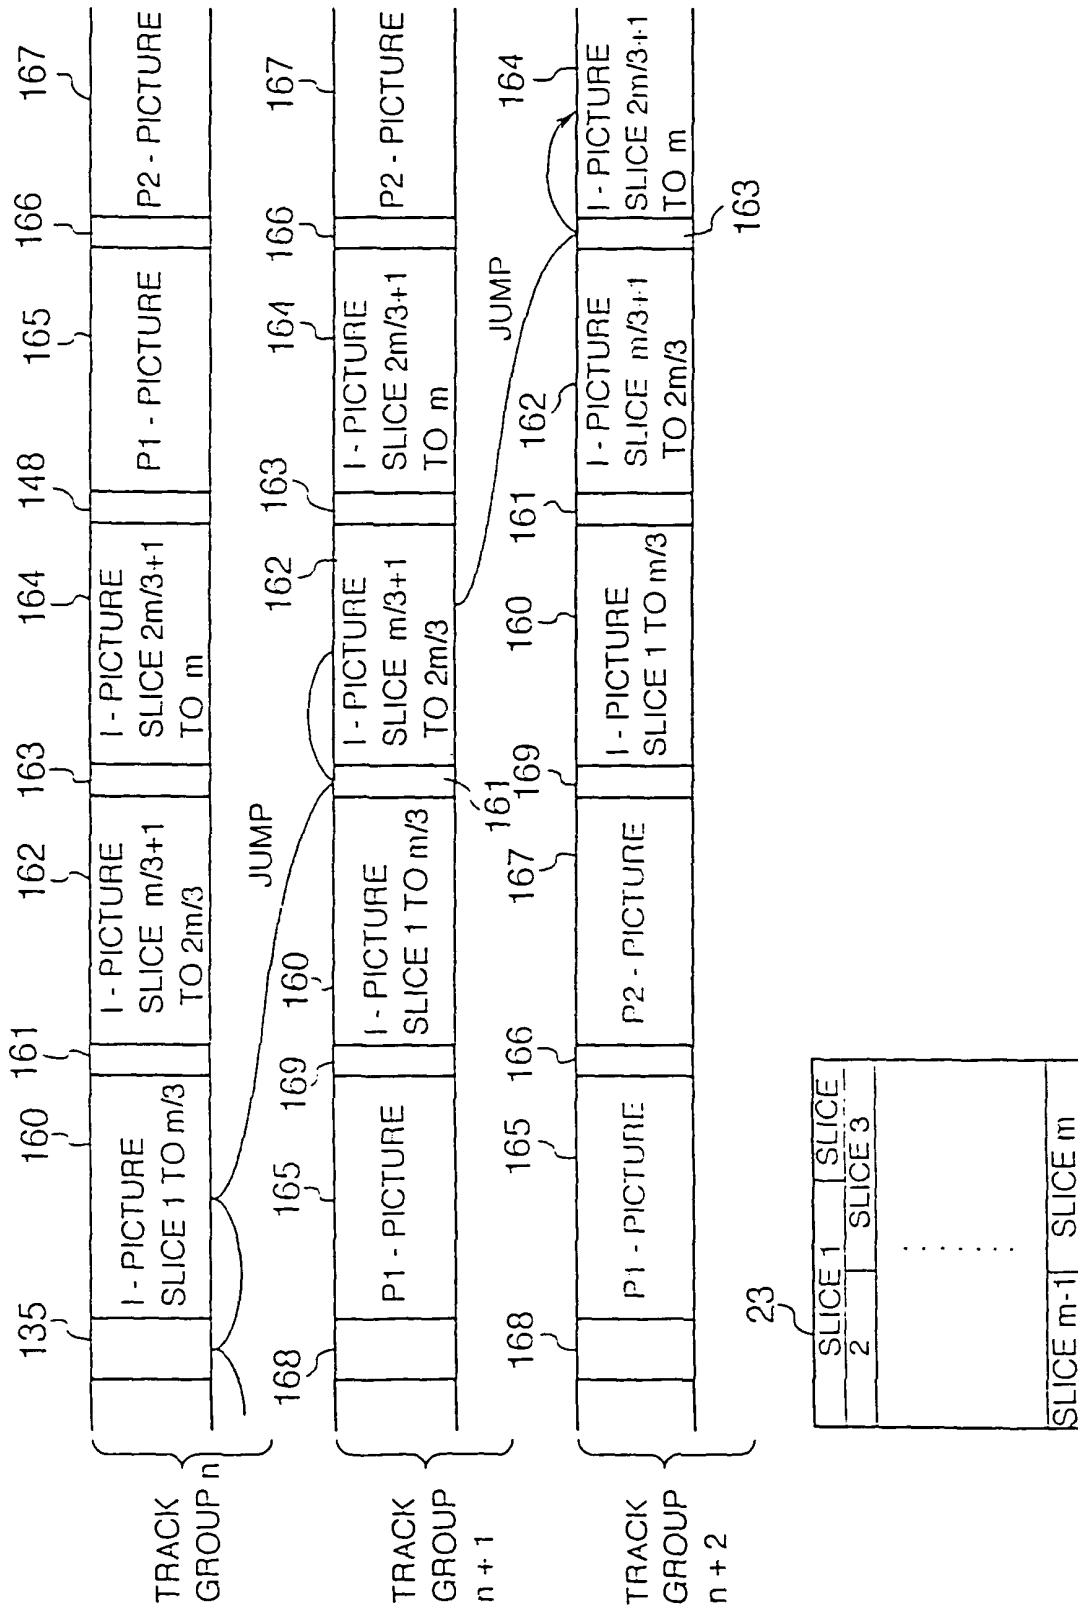 TRACK
GROUP n
135
160
161
162
163
164
148
165
166
167
I - PICTURE
SLICE 1 TO m/3
I - PICTURE
SLICE m/3+1
TO 2m/3
I - PICTURE
SLICE 2m/3+1
TO m
P1 - PICTURE
P2 - PICTURE
JUMP
TRACK
GROUP
n + 1
168
165
169
160
161
162
163
164
166
167
P1 - PICTURE
I - PICTURE
SLICE 1 TO m/3
I - PICTURE
SLICE m/3+1
TO 2m/3
I - PICTURE
SLICE 2m/3+1
TO m
P2 - PICTURE
JUMP
TRACK
GROUP
n + 2
168
165
166
167
169
160
161
162
163
164
P1 - PICTURE
P2 - PICTURE
I - PICTURE
SLICE 1 TO m/3
I - PICTURE
SLICE m/3+1
TO 2m/3
I - PICTURE
SLICE 2m/3+1
TO m
23
SLICE 1 SLICE
2 SLICE 3
SLICE m-1 SLICE m